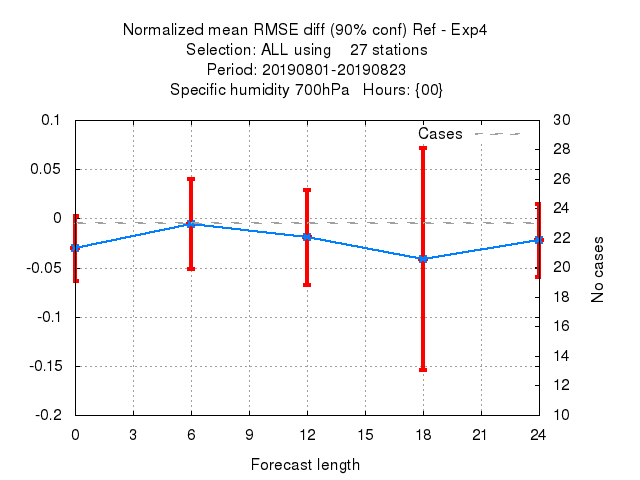 Normalized mean RMSE diff (90% conf) Ref - Exp4
Selection: ALL using    27 stations
Period: 20190801-20190823
Specific humidity 700hPa   Hours: {00}
Cases
0.1
0.05
0
-0.05
-0.1
-0.15
-0.2
30
28
26
24
22
20
18
16
14
12
10
No cases
0 3 6 9 12 15 18 21 24
Forecast length